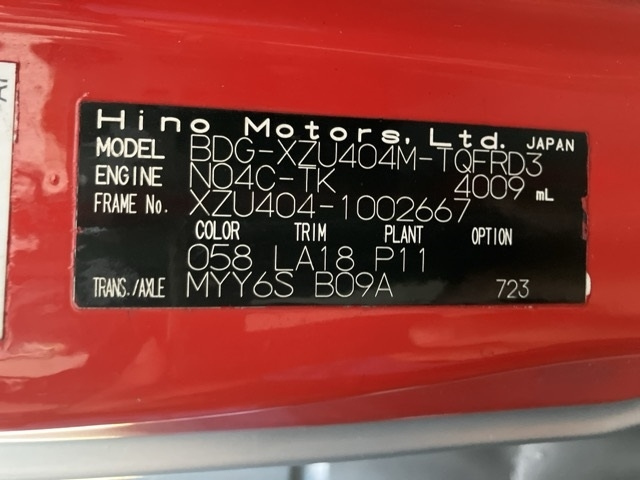 Hino Motors, Ltd. JAPAN
MODEL BDG-XZU404M-TQFRD3
ENGINE N04C-TK 4009 mL
FRAME No. XZU404-1002667
COLOR TRIM PLANT OPTION
058 LA18 P11
TRANS./AXLE MYY6S B09A 723